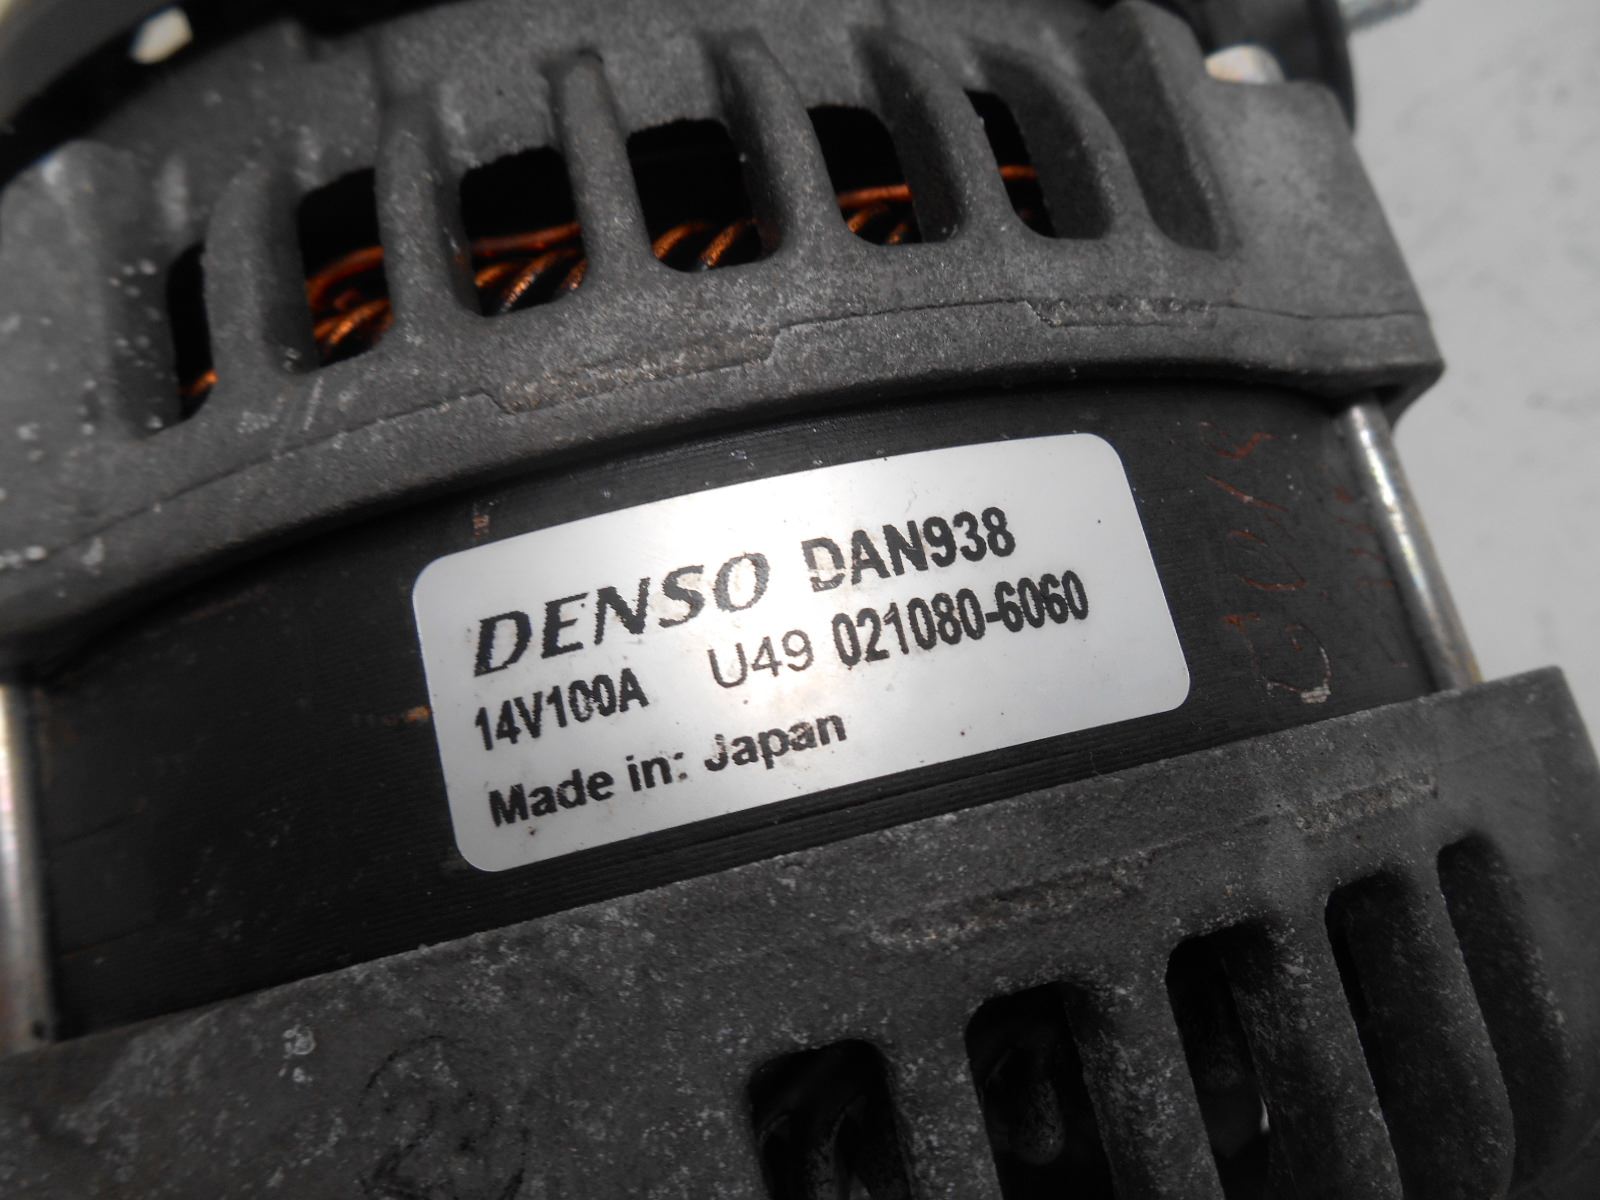 DENSO DAN938
14V100A U49 021080-6060
Made in: Japan